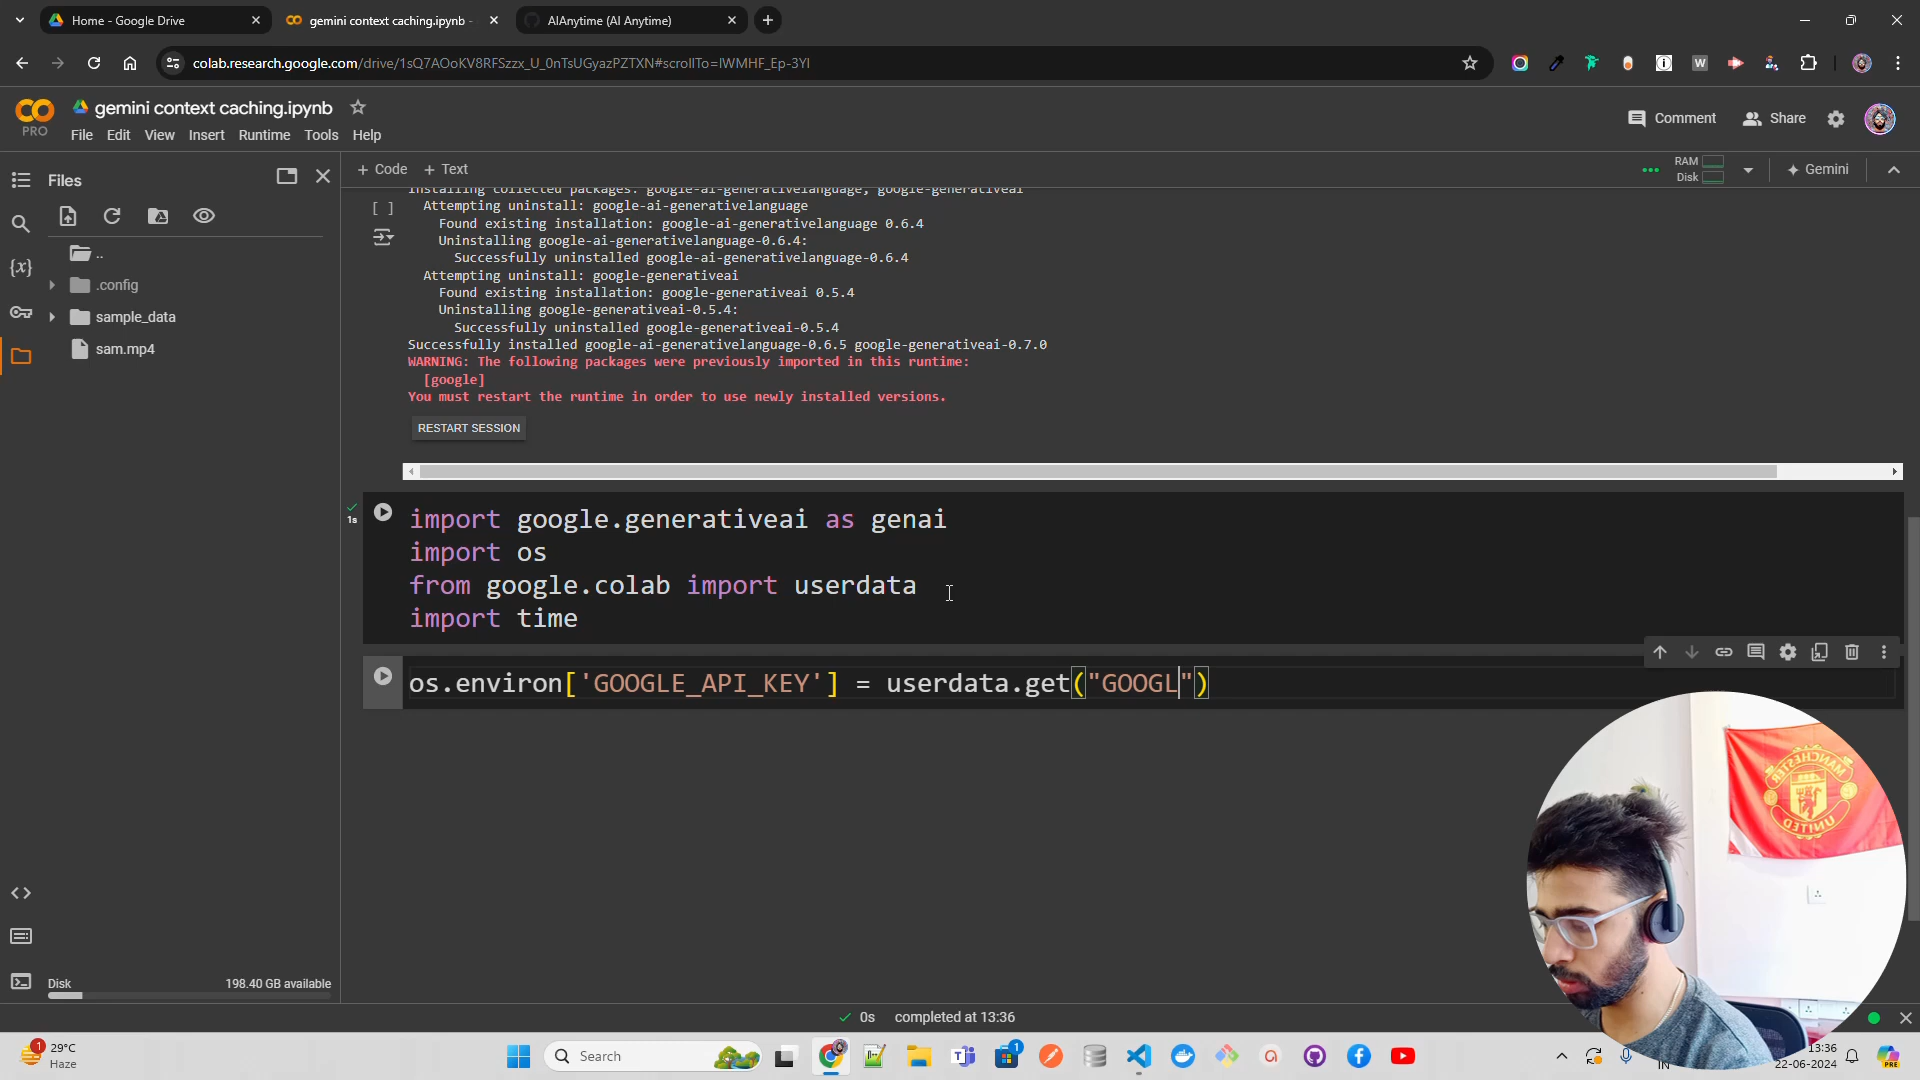 Home - Google Drive
gemini context caching.ipynb -
AIAnytime (AI Anytime)
colab.research.google.com/drive/1sQ7AOoKV8RFSzzx_U_0nTsUGyazPZTXN#scrollTo=IWMHF_Ep-3YI
PRO
gemini context caching.ipynb
File Edit View Insert Runtime Tools Help
Comment
Share
Files
+ Code + Text
RAM
Disk
Gemini
..
.config
sample_data
sam.mp4
Installing collected packages: google-ai-generativelanguage, google-generativeai
[ ]
Attempting uninstall: google-ai-generativelanguage
Found existing installation: google-ai-generativelanguage 0.6.4
Uninstalling google-ai-generativelanguage-0.6.4:
Successfully uninstalled google-ai-generativelanguage-0.6.4
Attempting uninstall: google-generativeai
Found existing installation: google-generativeai 0.5.4
Uninstalling google-generativeai-0.5.4:
Successfully uninstalled google-generativeai-0.5.4
Successfully installed google-ai-generativelanguage-0.6.5 google-generativeai-0.7.0
WARNING: The following packages were previously imported in this runtime:
[google]
You must restart the runtime in order to use newly installed versions.
RESTART SESSION
1s
import google.generativeai as genai
import os
from google.colab import userdata
import time
os.environ['GOOGLE_API_KEY'] = userdata.get("GOOGL")
MANCHESTER
UNITED
Disk
198.40 GB available
0s completed at 13:36
1
29°C
Haze
Search
1
IN
13:36
22-06-2024
PRE